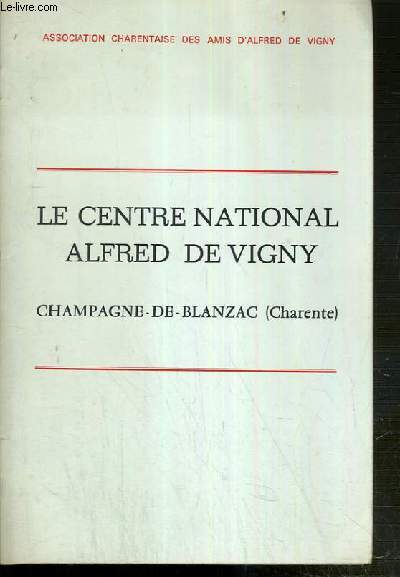 Le-livre.com
ASSOCIATION CHARENTAISE DES AMIS D'ALFRED DE VIGNY
LE CENTRE NATIONAL
ALFRED DE VIGNY
CHAMPAGNE-DE-BLANZAC (Charente)